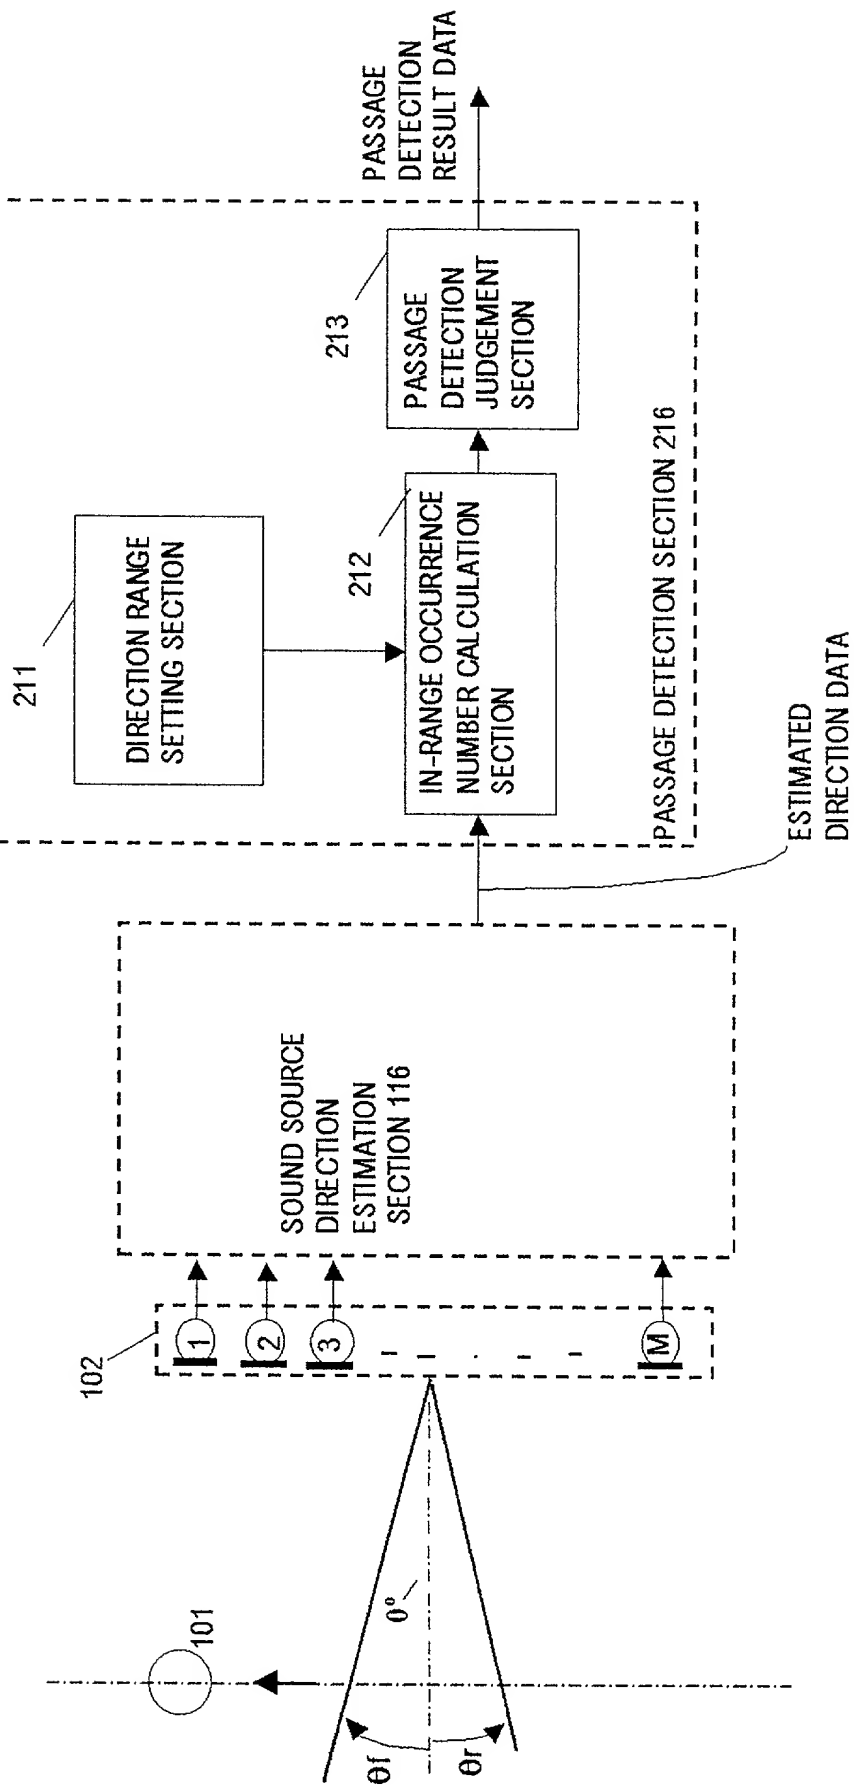 101
θf
θr
0°
102
1
2
3
M
SOUND SOURCE
DIRECTION
ESTIMATION
SECTION 116
211
DIRECTION RANGE
SETTING SECTION
212
IN-RANGE OCCURRENCE
NUMBER CALCULATION
SECTION
213
PASSAGE
DETECTION
JUDGEMENT
SECTION
PASSAGE DETECTION SECTION 216
ESTIMATED
DIRECTION DATA
PASSAGE
DETECTION
RESULT DATA